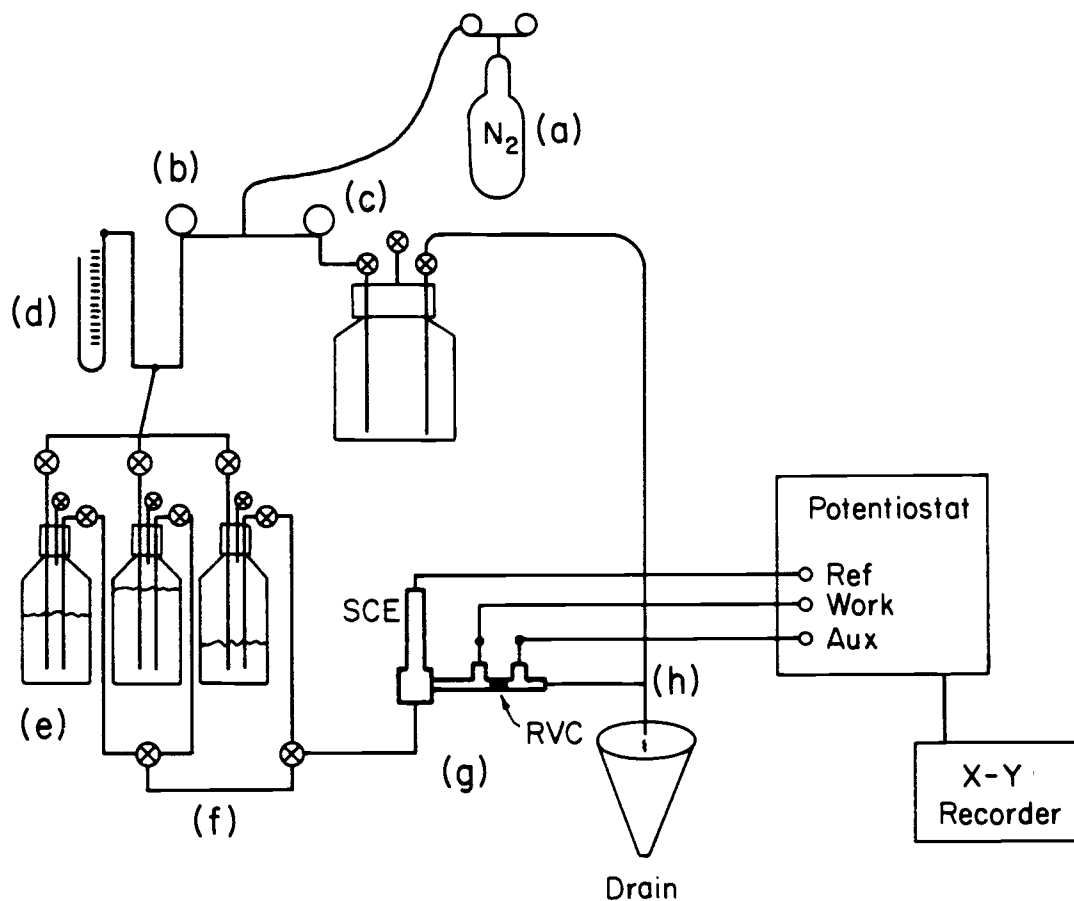 N2
(a)
(b)
(c)
(d)
Potentiostat
Ref
Work
Aux
SCE
(e)
(f)
(g)
RVC
(h)
X-Y
Recorder
Drain